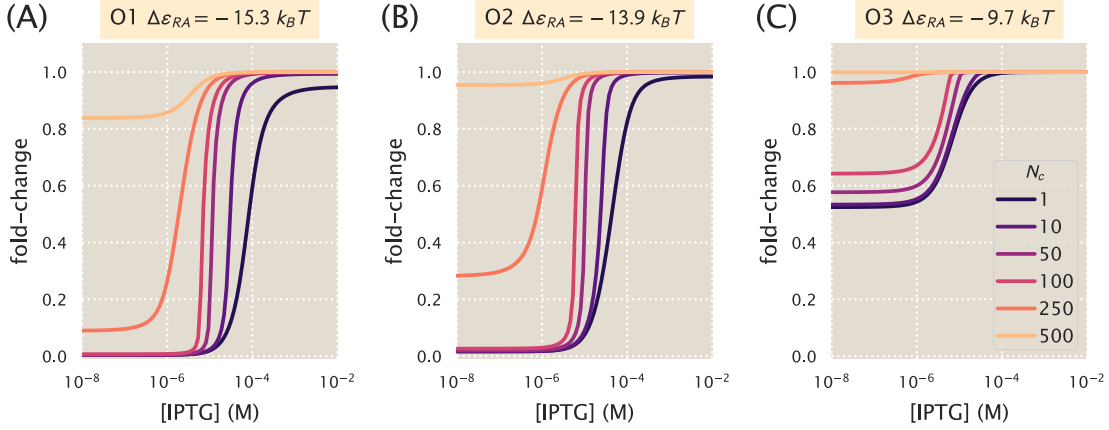 (A)
O1 Δε_RA = − 15.3 k_BT
fold−change
1.0
0.8
0.6
0.4
0.2
0.0
10⁻⁸
10⁻⁶
10⁻⁴
10⁻²
[IPTG] (M)
(B)
O2 Δε_RA = −13.9 k_BT
fold−change
1.0
0.8
0.6
0.4
0.2
0.0
10⁻⁸
10⁻⁶
10⁻⁴
10⁻²
[IPTG] (M)
(C)
O3 Δε_RA = − 9.7 k_BT
fold−change
1.0
0.8
0.6
0.4
0.2
0.0
10⁻⁸
10⁻⁶
10⁻⁴
10⁻²
[IPTG] (M)
N_c
1
10
50
100
250
500